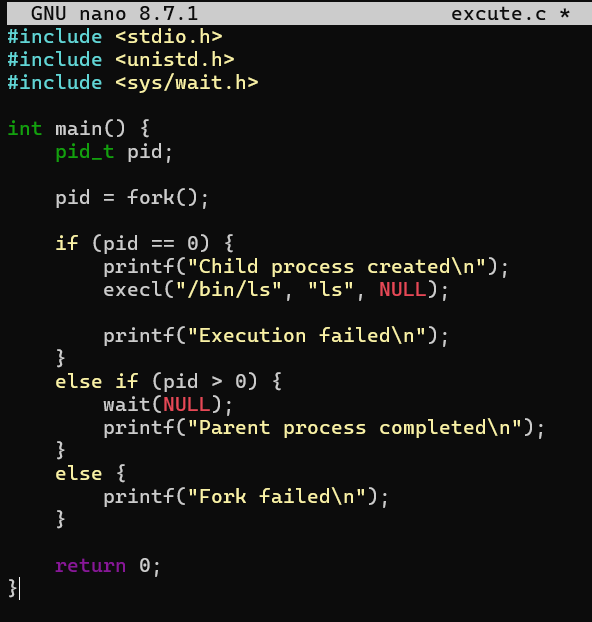 GNU nano 8.7.1 excute.c *
#include <stdio.h>
#include <unistd.h>
#include <sys/wait.h>

int main() {
    pid_t pid;

    pid = fork();

    if (pid == 0) {
        printf("Child process created\n");
        execl("/bin/ls", "ls", NULL);

        printf("Execution failed\n");
    }
    else if (pid > 0) {
        wait(NULL);
        printf("Parent process completed\n");
    }
    else {
        printf("Fork failed\n");
    }

    return 0;
}